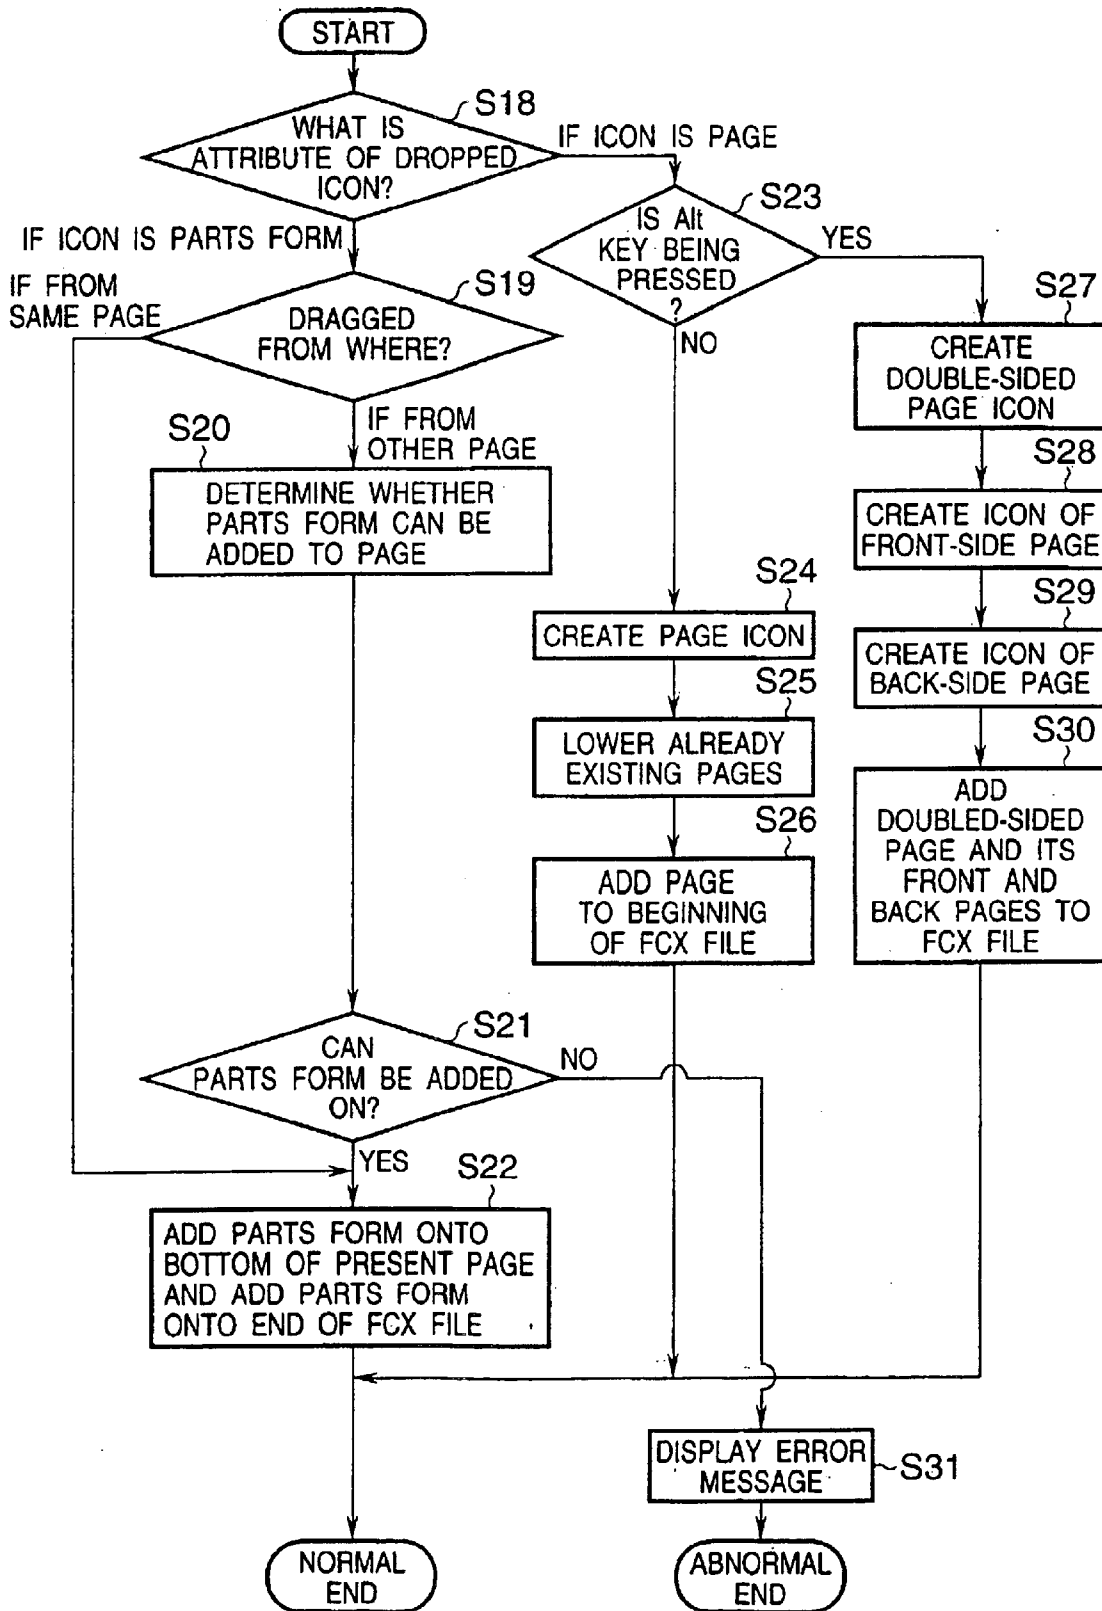 START
S18
WHAT IS
ATTRIBUTE OF DROPPED
ICON?
IF ICON IS PAGE
IF ICON IS PARTS FORM
S23
IS Alt
KEY BEING
PRESSED
?
YES
NO
IF FROM
SAME PAGE
S19
DRAGGED
FROM WHERE?
IF FROM
OTHER PAGE
S20
DETERMINE WHETHER
PARTS FORM CAN BE
ADDED TO PAGE
S27
CREATE
DOUBLE-SIDED
PAGE ICON
S28
CREATE ICON OF
FRONT-SIDE PAGE
S29
CREATE ICON OF
BACK-SIDE PAGE
S30
ADD
DOUBLED-SIDED
PAGE AND ITS
FRONT AND
BACK PAGES TO
FCX FILE
S24
CREATE PAGE ICON
S25
LOWER ALREADY
EXISTING PAGES
S26
ADD PAGE
TO BEGINNING
OF FCX FILE
S21
CAN
PARTS FORM BE ADDED
ON?
NO
YES
S22
ADD PARTS FORM ONTO
BOTTOM OF PRESENT PAGE
AND ADD PARTS FORM
ONTO END OF FCX FILE
DISPLAY ERROR
MESSAGE
S31
NORMAL
END
ABNORMAL
END